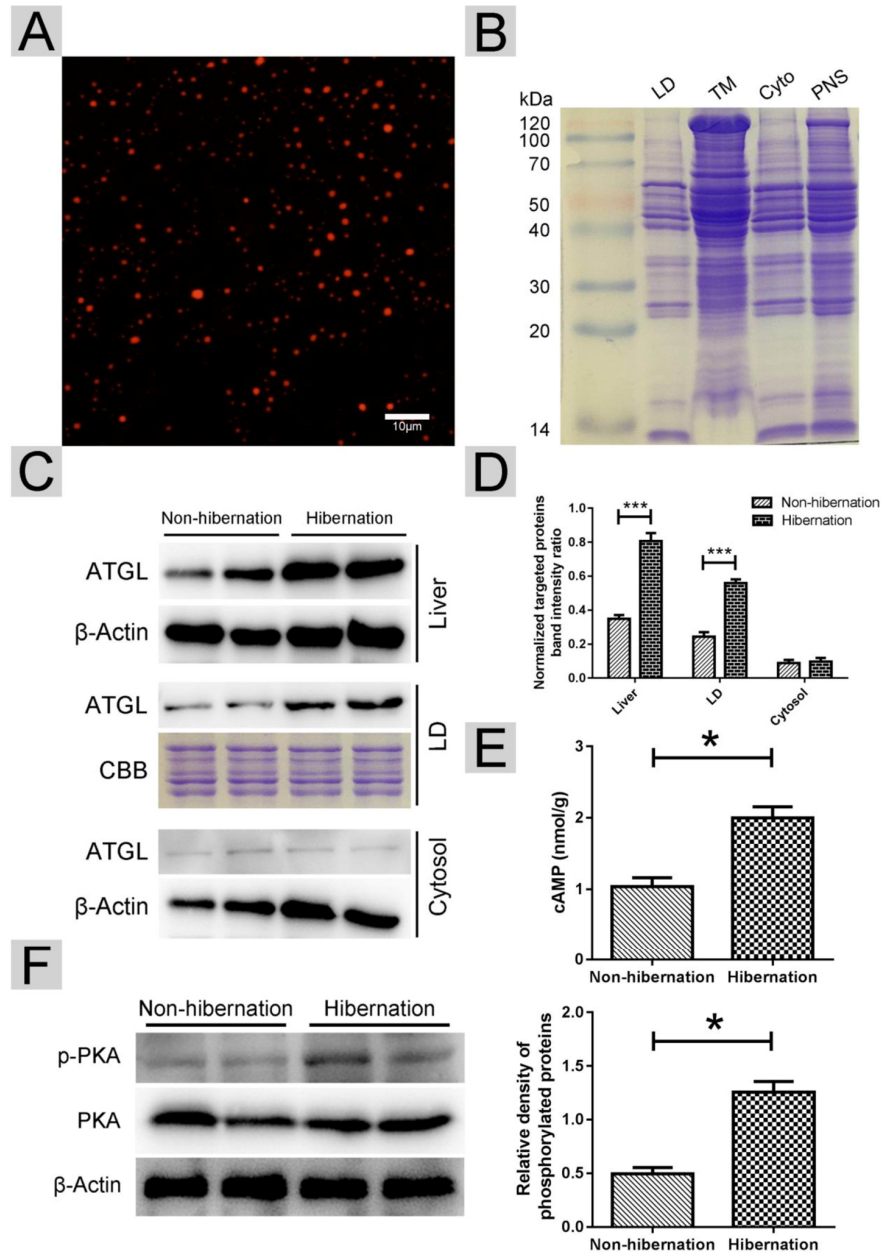 A
10μm
B
LD TM Cyto PNS
kDa
120
100
70
50
40
30
20
14
C
Non-hibernation Hibernation
ATGL
β-Actin
Liver
ATGL
CBB
LD
ATGL
β-Actin
Cytosol
D
Normalized targeted proteins
band intensity ratio
1.0
0.8
0.6
0.4
0.2
0.0
***
***
Non-hibernation
Hibernation
Liver
LD
Cytosol
E
cAMP (nmol/g)
3
2
1
0
*
Non-hibernation Hibernation
F
Non-hibernation Hibernation
p-PKA
PKA
β-Actin
Relative density of
phosphorylated proteins
2.0
1.5
1.0
0.5
0.0
*
Non-hibernation Hibernation